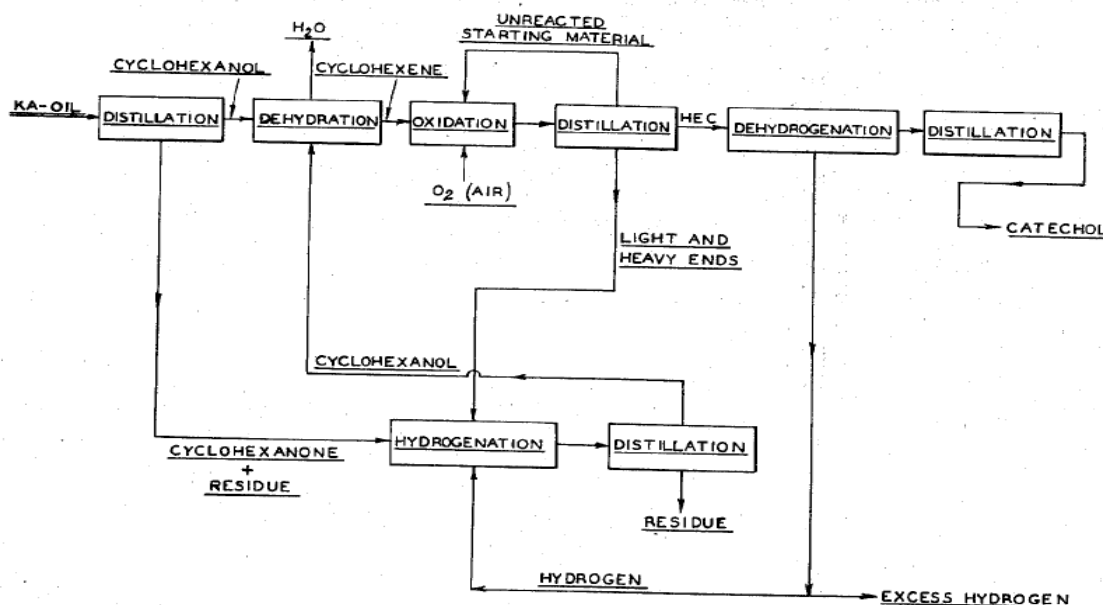 UNREACTED
STARTING MATERIAL
H2O
CYCLOHEXANOL
CYCLOHEXENE
KA-OIL
DISTILLATION
DEHYDRATION
OXIDATION
DISTILLATION
HEC
DEHYDROGENATION
DISTILLATION
O2 (AIR)
CATECHOL
LIGHT AND
HEAVY ENDS
CYCLOHEXANOL
HYDROGENATION
DISTILLATION
CYCLOHEXANONE
+
RESIDUE
RESIDUE
HYDROGEN
EXCESS HYDROGEN